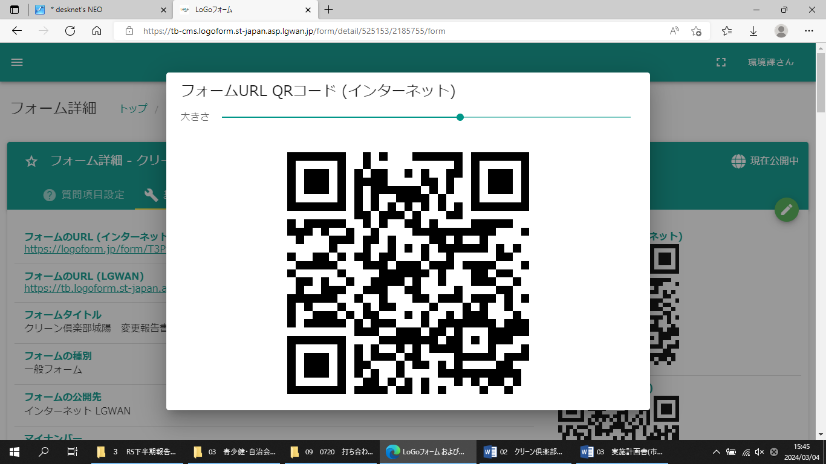 * desknet's NEO
LoGoフォーム
https://tb-cms.logoform.st-japan.asp.lgwan.jp/form/detail/525153/2185755/form
環境課さん
フォーム詳細
トップ /
フォームURL QRコード (インターネット)
大きさ
フォーム詳細 - クリー
現在公開中
質問項目設定
フォームのURL (インターネット
ネット)
https://logoform.jp/form/T3P
フォームのURL (LGWAN)
https://tb.logoform.st-japan.a
フォームタイトル
クリーン倶楽部城陽 変更報告書
フォームの種別
一般フォーム
フォームの公開先
インターネット LGWAN
マイナンバー
3 R5下半期報告...
03 青少健・自治会...
09 0720 打ち合わ...
LoGoフォーム および...
02 クリーン倶楽部...
03 実施計画書(市...
15:45
2024/03/04